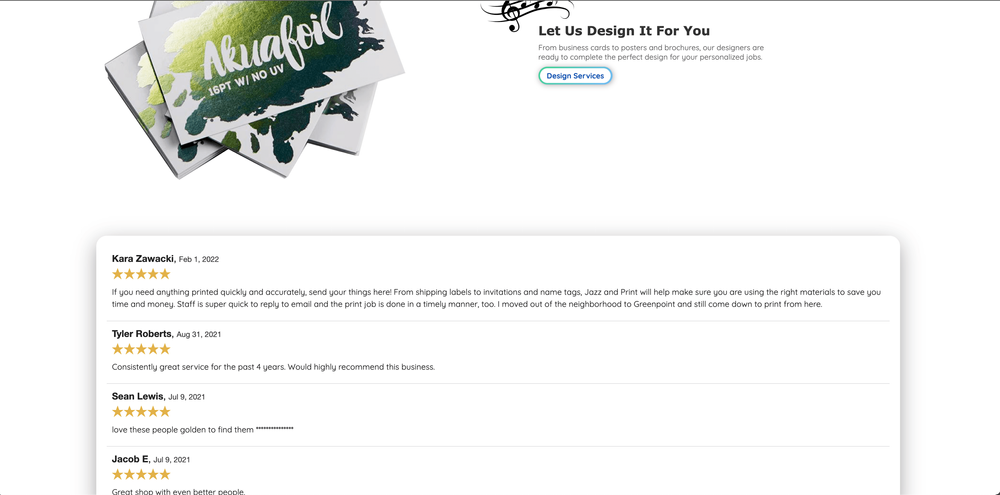 Akuafoil
16PT W/ NO UV
Let Us Design It For You
From business cards to posters and brochures, our designers are
ready to complete the perfect design for your personalized jobs.
Design Services
Kara Zawacki, Feb 1, 2022
If you need anything printed quickly and accurately, send your things here! From shipping labels to invitations and name tags, Jazz and Print will help make sure you are using the right materials to save you
time and money. Staff is super quick to reply to email and the print job is done in a timely manner, too. I moved out of the neighborhood to Greenpoint and still come down to print from here.
Tyler Roberts, Aug 31, 2021
Consistently great service for the past 4 years. Would highly recommend this business.
Sean Lewis, Jul 9, 2021
love these people golden to find them ***************
Jacob E, Jul 9, 2021
Great shop with even better people.